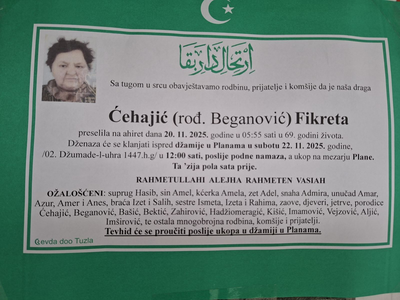 Sa tugom u srcu obavještavamo rodbinu, prijatelje i komšije da je naša draga
Ćehajić (rođ. Beganović) Fikreta
preselila na ahiret dana 20. 11. 2025. godine u 05:55 sati u 69. godini života.
Dženaza će se klanjati ispred džamije u Planama u subotu 22. 11. 2025. godine,
/02. Džumade-l-uhra 1447.h.g/ u 12:00 sati, poslije podne namaza, a ukop na mezarju Plane.
Ta 'zija pola sata prije.
RAHMETULLAHI ALEJHA RAHMETEN VASIAH
OŽALOŠĆENI: suprug Hasib, sin Amel, kćerka Amela, zet Adel, snaha Admira, unučad Amar,
Azur, Amer i Anes, braća Izet i Salih, sestre Ismeta, Izeta i Rahima, zaove, djeveri, jetrve, porodice
Ćehajić, Beganović, Bašić, Bektić, Zahirović, Hadžiomeragić, Kišić, Imamović, Vejzović, Aljić,
Imširović, te ostala mnogobrojna rodbina, komšije i prijatelji.
Tevhid će se proučiti poslije ukopa u džamiji u Planama.
Gevda doo Tuzla